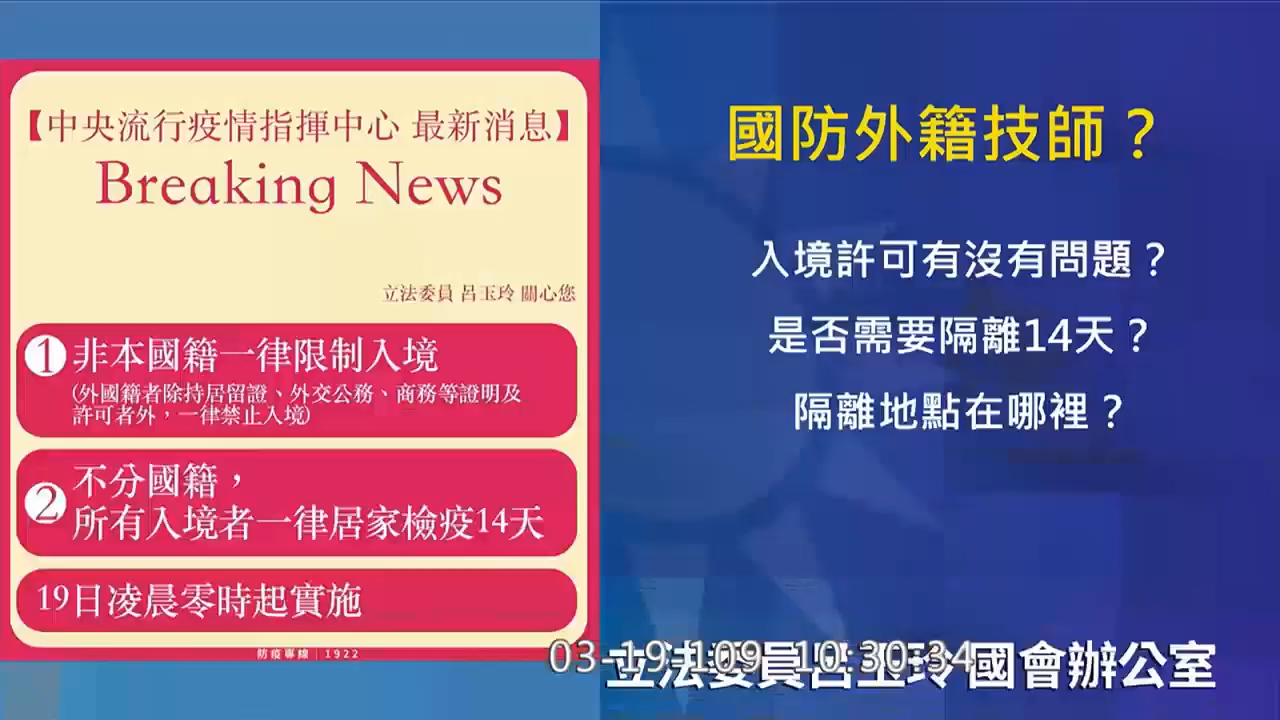 【中央流行疫情指揮中心 最新消息】
Breaking News
立法委員 呂玉玲 關心您
1 非本國籍一律限制入境
(外國籍者除持居留證、外交公務、商務等證明及
許可者外，一律禁止入境)
2 不分國籍，
所有入境者一律居家檢疫14天
19日凌晨零時起實施
防疫專線｜1922
國防外籍技師？
入境許可有沒有問題？
是否需要隔離14天？
隔離地點在哪裡？
03-19-109 10:30:34
立法委員呂玉玲 國會辦公室